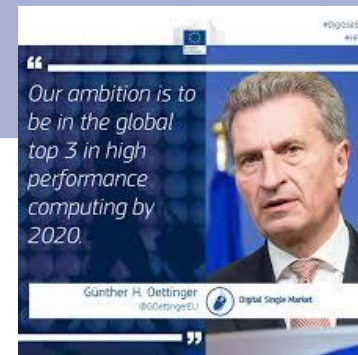 “
Our ambition is to
be in the global
top 3 in high
performance
computing by
2020.
Günther H. Oettinger
@GOettingerEU
Digital Single Market
”